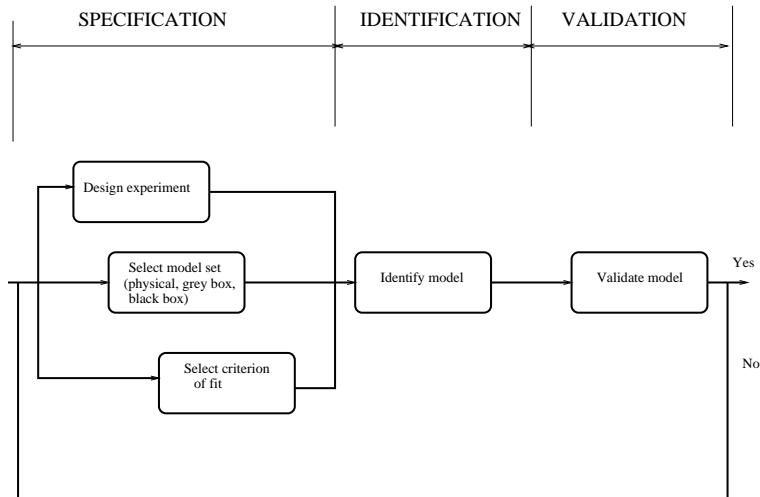 SPECIFICATION
IDENTIFICATION
VALIDATION
Design experiment
Select model set
(physical, grey box,
black box)
Identify model
Validate model
Yes
Select criterion
of fit
No